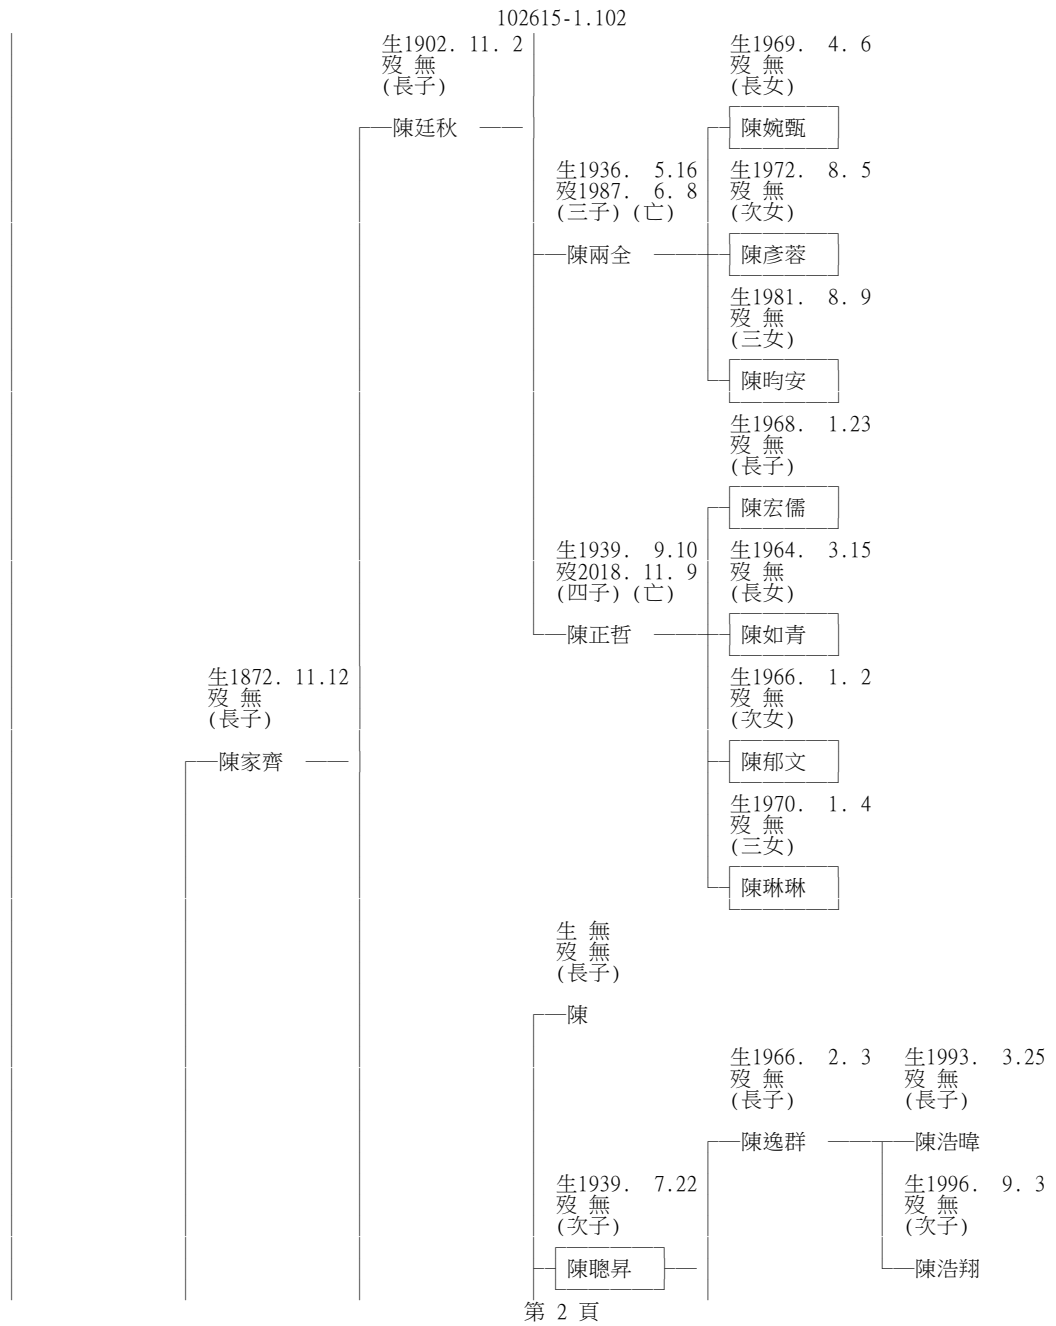 102615-1.102
生1902. 11. 2 生1969. 4. 6
歿 無 歿 無
(長子) (長女)
陳廷秋 陳婉甄
生1936. 5.16 生1972. 8. 5
歿1987. 6. 8 歿 無
(三子)(亡) (次女)
陳兩全 陳彥蓉
生1981. 8. 9
歿 無
(三女)
陳昀安
生1968. 1.23
歿 無
(長子)
陳宏儒
生1939. 9.10 生1964. 3.15
歿2018. 11. 9 歿 無
(四子)(亡) (長女)
陳正哲 陳如青
生1872. 11.12 生1966. 1. 2
歿 無 歿 無
(長子) (次女)
陳家齊 陳郁文
生1970. 1. 4
歿 無
(三女)
陳琳琳
生 無
歿 無
(長子)
陳
生1966. 2. 3 生1993. 3.25
歿 無 歿 無
(長子) (長子)
陳逸群 陳浩暐
生1939. 7.22 生1996. 9. 3
歿 無 歿 無
(次子) (次子)
陳聰昇 陳浩翔
第 2 頁